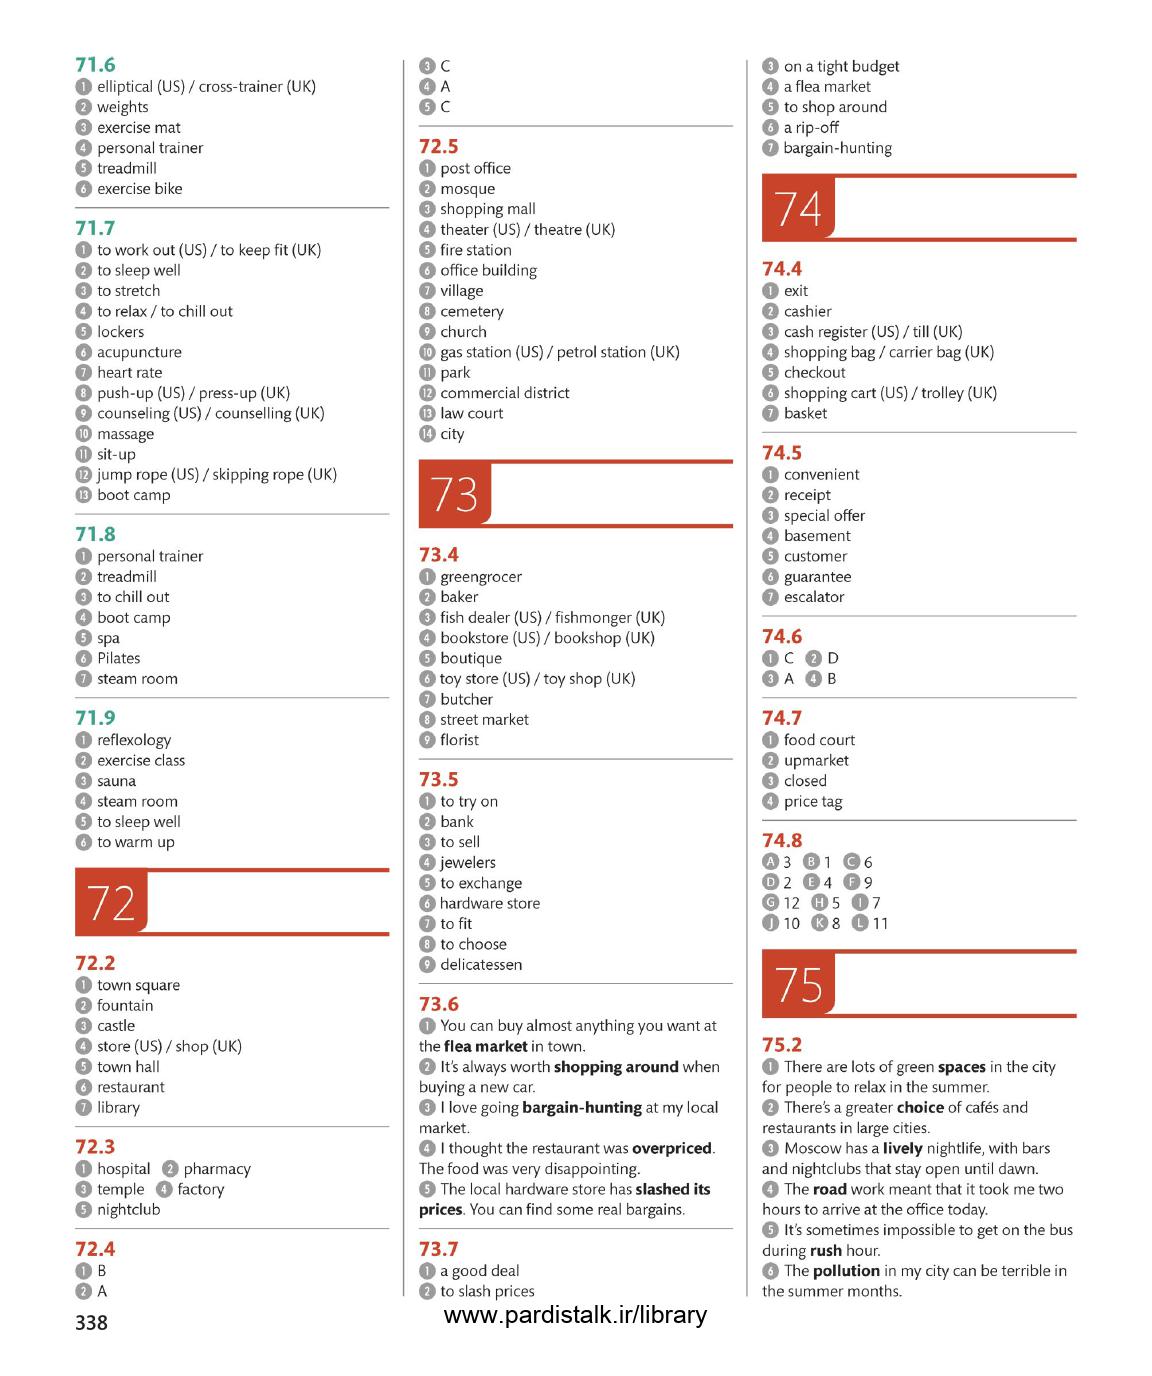 71.6
1 elliptical (US) / cross-trainer (UK)
2 weights
3 exercise mat
4 personal trainer
5 treadmill
6 exercise bike
71.7
1 to work out (US) / to keep fit (UK)
2 to sleep well
3 to stretch
4 to relax / to chill out
5 lockers
6 acupuncture
7 heart rate
8 push-up (US) / press-up (UK)
9 counseling (US) / counselling (UK)
10 massage
11 sit-up
12 jump rope (US) / skipping rope (UK)
13 boot camp
71.8
1 personal trainer
2 treadmill
3 to chill out
4 boot camp
5 spa
6 Pilates
7 steam room
71.9
1 reflexology
2 exercise class
3 sauna
4 steam room
5 to sleep well
6 to warm up
72
72.2
1 town square
2 fountain
3 castle
4 store (US) / shop (UK)
5 town hall
6 restaurant
7 library
72.3
1 hospital 2 pharmacy
3 temple 4 factory
5 nightclub
72.4
1 B
2 A
3 C
4 A
5 C
72.5
1 post office
2 mosque
3 shopping mall
4 theater (US) / theatre (UK)
5 fire station
6 office building
7 village
8 cemetery
9 church
10 gas station (US) / petrol station (UK)
11 park
12 commercial district
13 law court
14 city
73
73.4
1 greengrocer
2 baker
3 fish dealer (US) / fishmonger (UK)
4 bookstore (US) / bookshop (UK)
5 boutique
6 toy store (US) / toy shop (UK)
7 butcher
8 street market
9 florist
73.5
1 to try on
2 bank
3 to sell
4 jewelers
5 to exchange
6 hardware store
7 to fit
8 to choose
9 delicatessen
73.6
1 You can buy almost anything you want at
the flea market in town.
2 It's always worth shopping around when
buying a new car.
3 I love going bargain-hunting at my local
market.
4 I thought the restaurant was overpriced.
The food was very disappointing.
5 The local hardware store has slashed its
prices. You can find some real bargains.
73.7
1 a good deal
2 to slash prices
3 on a tight budget
4 a flea market
5 to shop around
6 a rip-off
7 bargain-hunting
74
74.4
1 exit
2 cashier
3 cash register (US) / till (UK)
4 shopping bag / carrier bag (UK)
5 checkout
6 shopping cart (US) / trolley (UK)
7 basket
74.5
1 convenient
2 receipt
3 special offer
4 basement
5 customer
6 guarantee
7 escalator
74.6
1 C 2 D
3 A 4 B
74.7
1 food court
2 upmarket
3 closed
4 price tag
74.8
A 3 B 1 C 6
D 2 E 4 F 9
G 12 H 5 I 7
J 10 K 8 L 11
75
75.2
1 There are lots of green spaces in the city
for people to relax in the summer.
2 There's a greater choice of cafés and
restaurants in large cities.
3 Moscow has a lively nightlife, with bars
and nightclubs that stay open until dawn.
4 The road work meant that it took me two
hours to arrive at the office today.
5 It's sometimes impossible to get on the bus
during rush hour.
6 The pollution in my city can be terrible in
the summer months.
338
www.pardistalk.ir/library